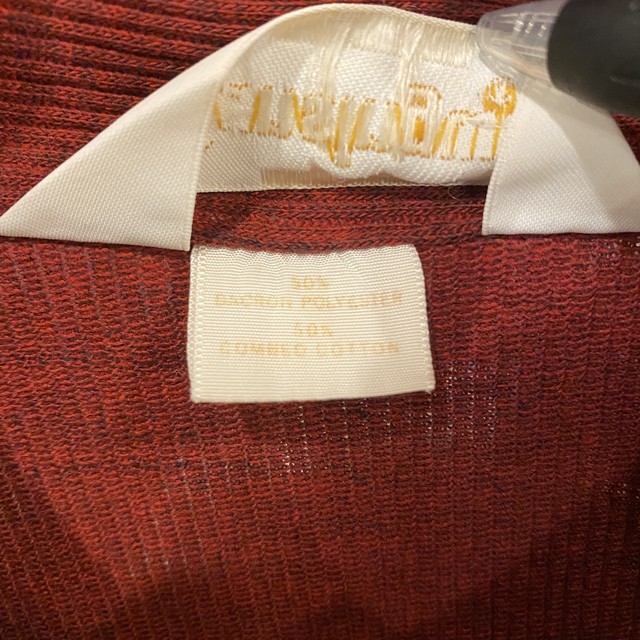 50%
DACRON POLYESTER
50%
COMBED COTTON